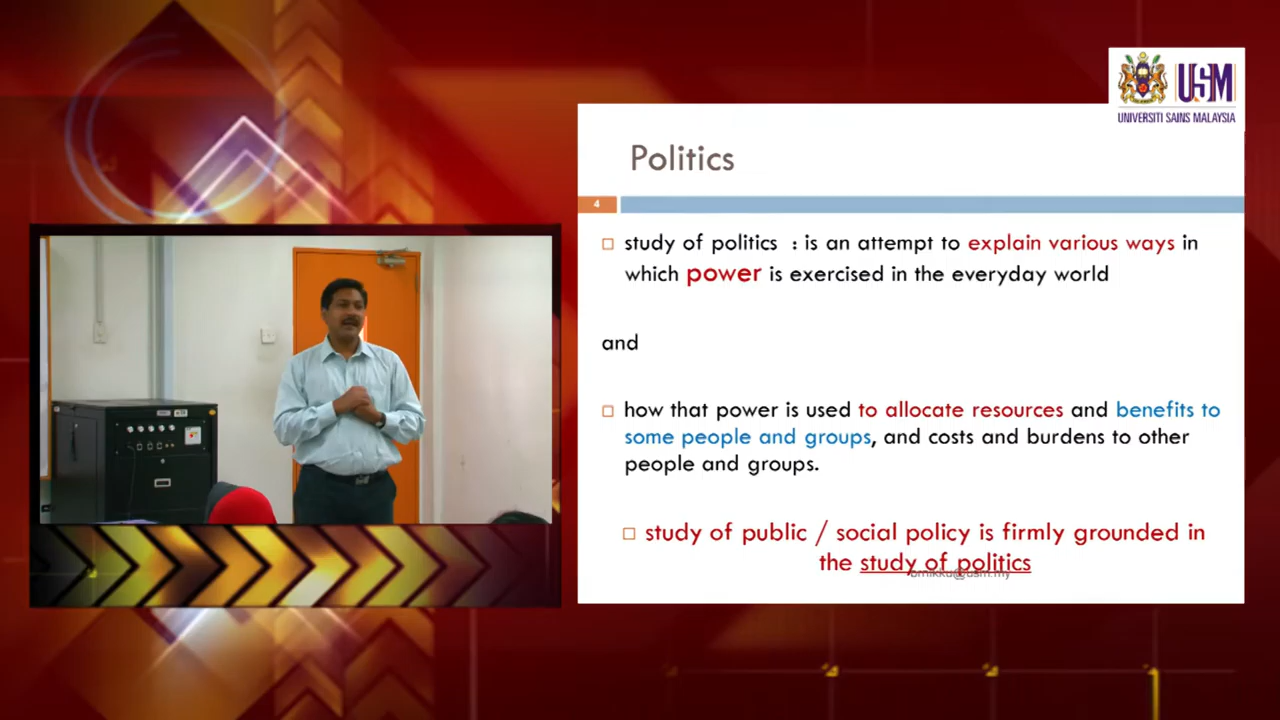 USM
UNIVERSITI SAINS MALAYSIA
Politics
4
study of politics : is an attempt to explain various ways in
which power is exercised in the everyday world
and
how that power is used to allocate resources and benefits to
some people and groups, and costs and burdens to other
people and groups.
study of public / social policy is firmly grounded in
the study of politics